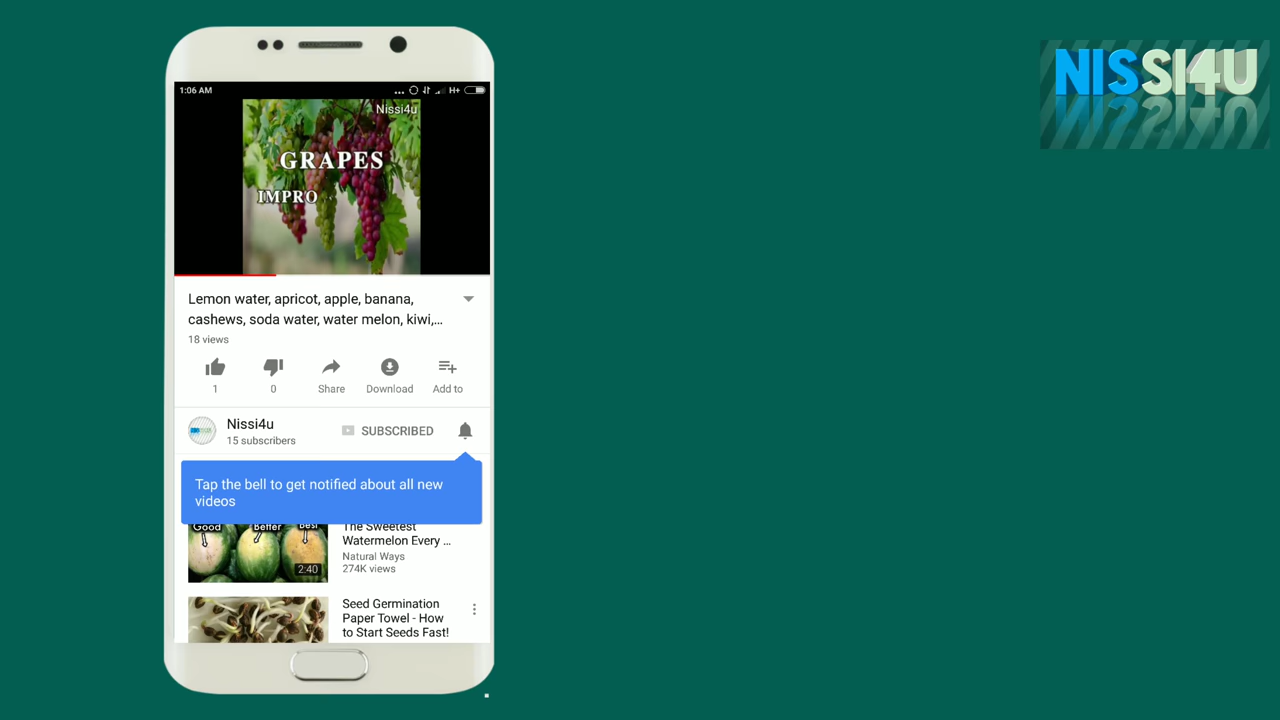 NISSI4U
1:06 AM
H+
Nissi4u
GRAPES
IMPRO
Lemon water, apricot, apple, banana,
cashews, soda water, water melon, kiwi,...
18 views
1
0
Share
Download
Add to
Nissi4u
15 subscribers
SUBSCRIBED
Tap the bell to get notified about all new
videos
Good
Better
Best
2:40
The Sweetest
Watermelon Every ...
Natural Ways
274K views
Seed Germination
Paper Towel - How
to Start Seeds Fast!